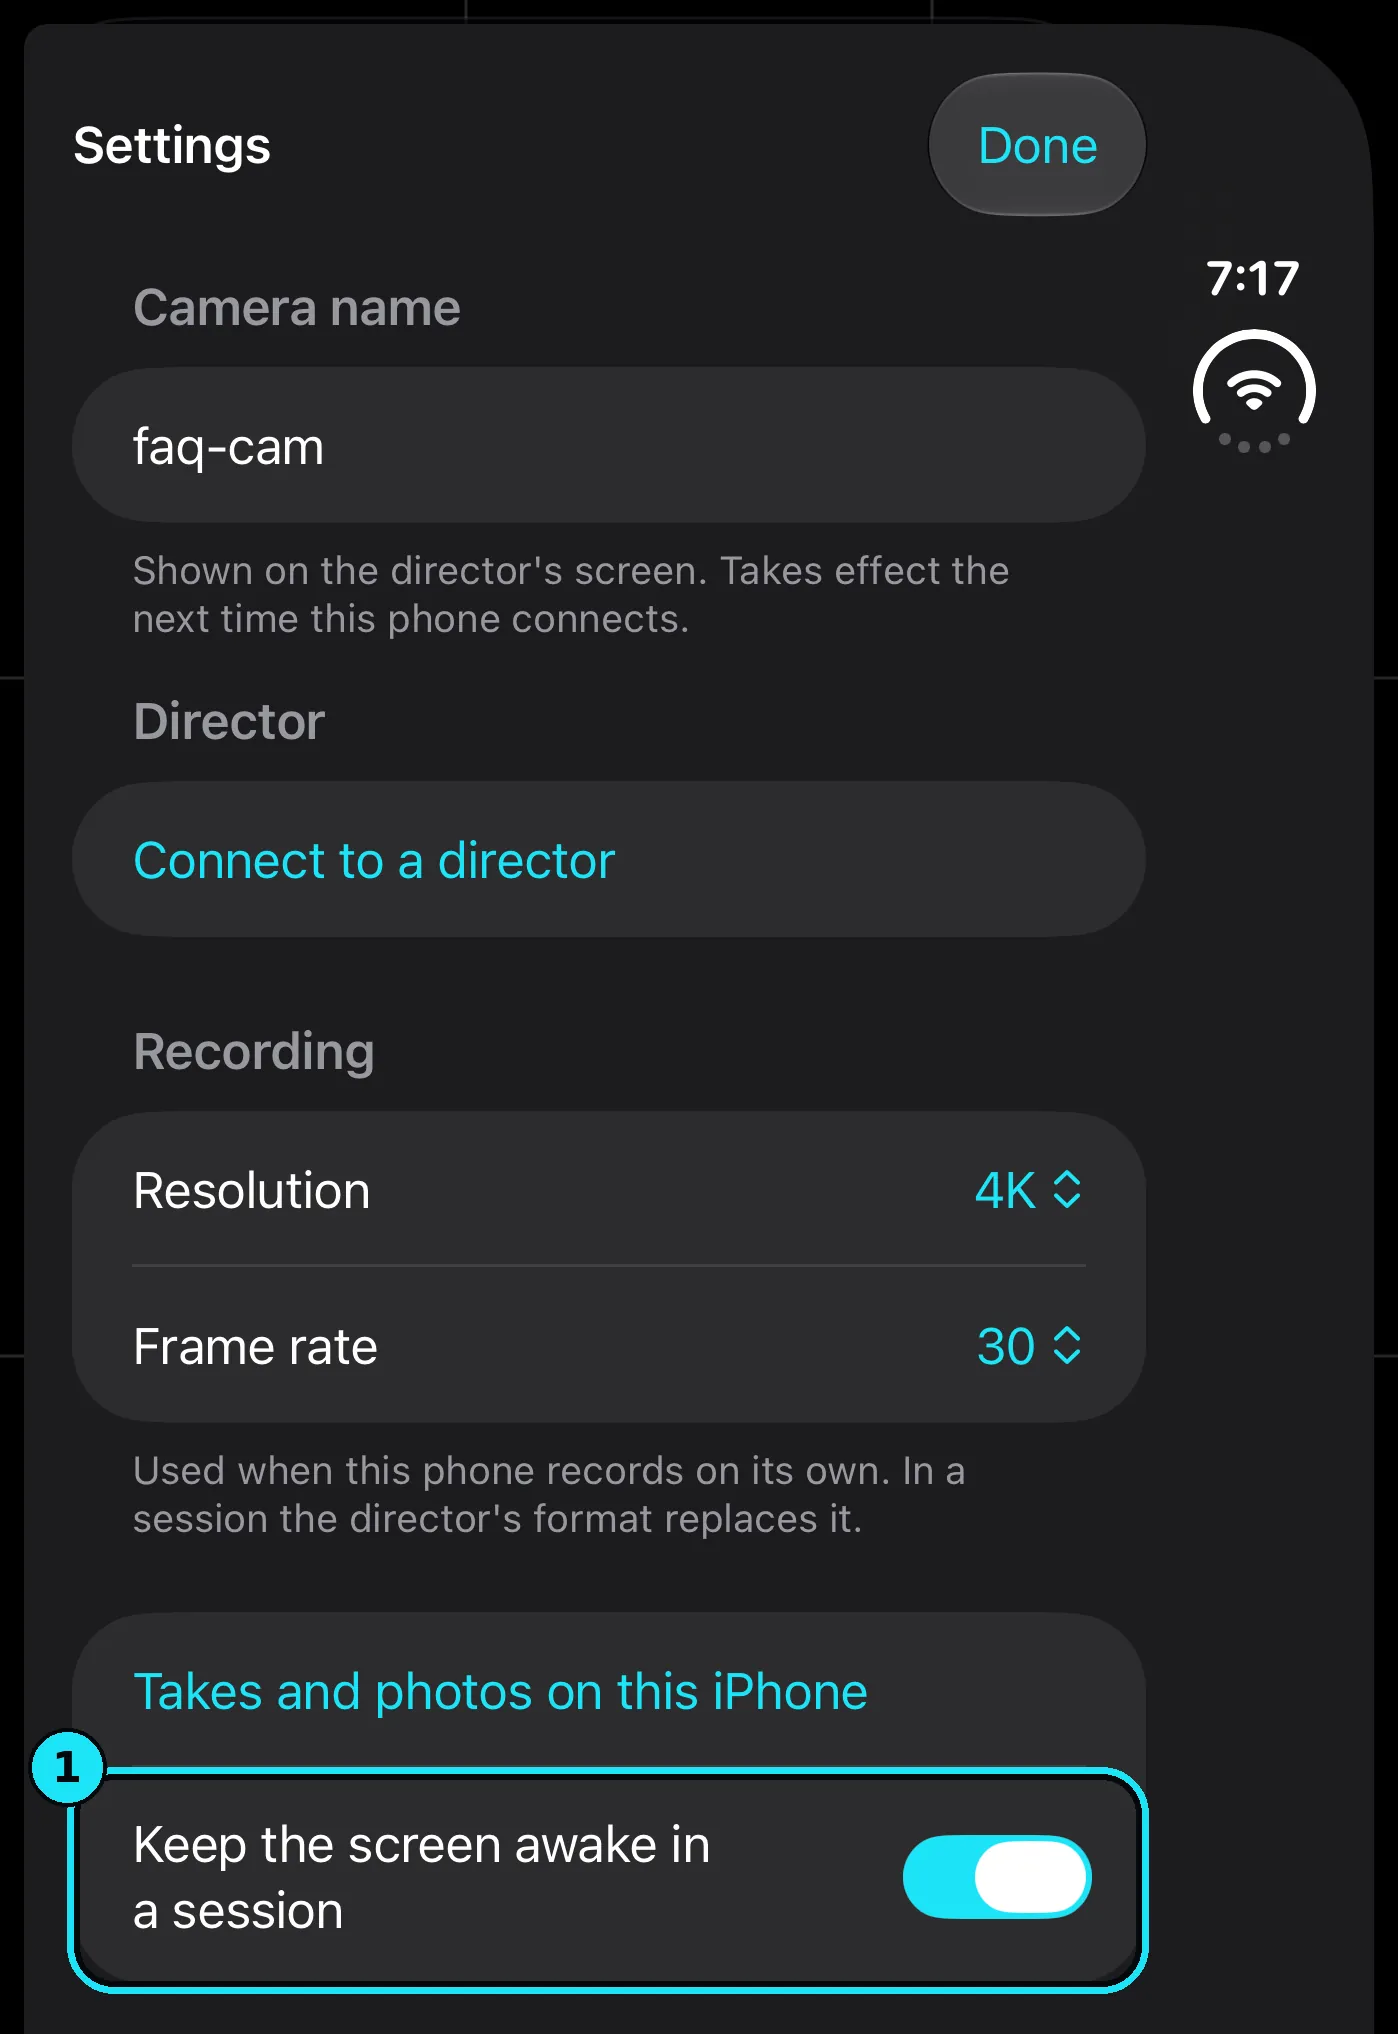 Settings
Done
7:17
Camera name
faq-cam
Shown on the director's screen. Takes effect the
next time this phone connects.
Director
Connect to a director
Recording
Resolution
4K
Frame rate
30
Used when this phone records on its own. In a
session the director's format replaces it.
Takes and photos on this iPhone
1
Keep the screen awake in
a session